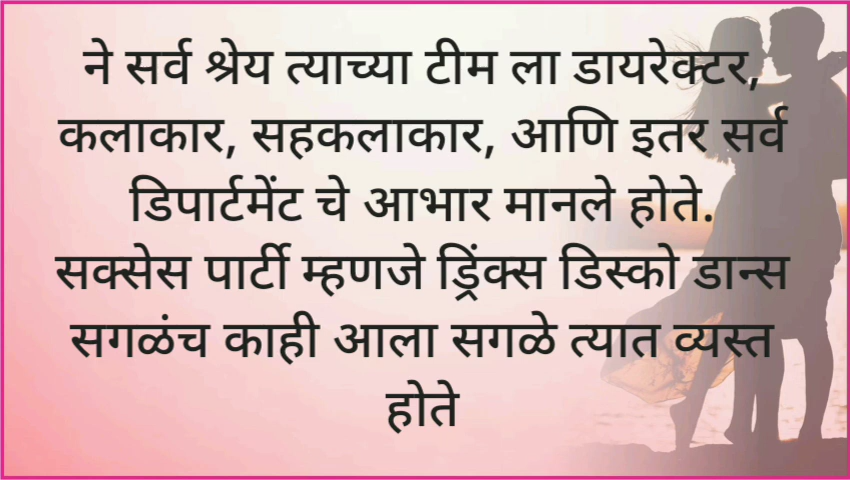 ने सर्व श्रेय त्याच्या टीम ला डायरेक्टर,
कलाकार, सहकलाकार, आणि इतर सर्व
डिपार्टमेंट चे आभार मानले होते.
सक्सेस पार्टी म्हणजे ड्रिंक्स डिस्को डान्स
सगळंच काही आला सगळे त्यात व्यस्त
होते